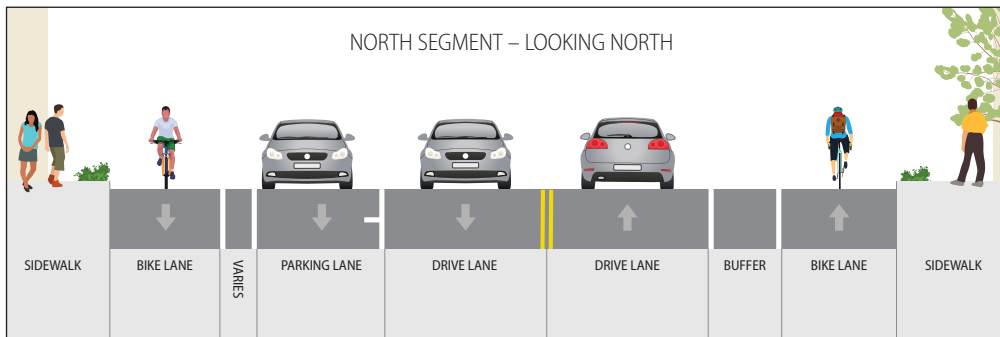 NORTH SEGMENT – LOOKING NORTH
SIDEWALK
BIKE LANE
VARIES
PARKING LANE
DRIVE LANE
DRIVE LANE
BUFFER
BIKE LANE
SIDEWALK